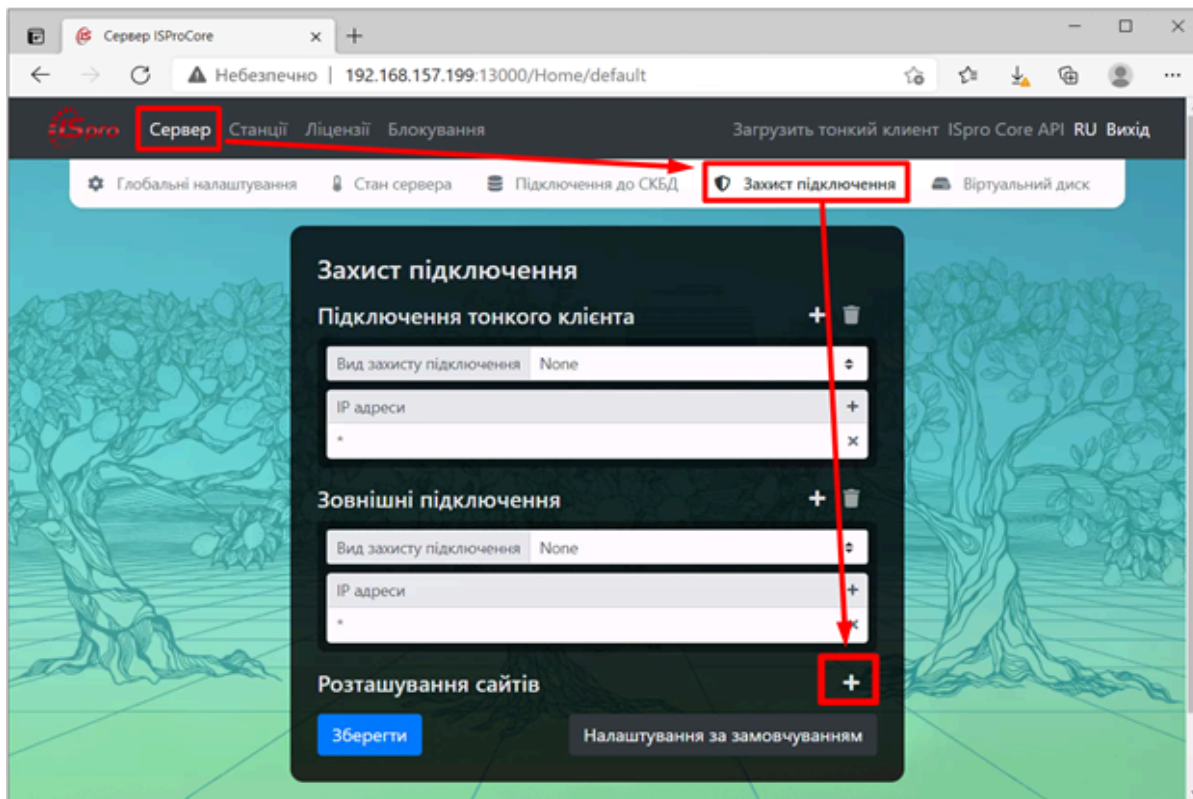 Сервер ISProCore
Небезпечно | 192.168.157.199:13000/Home/default
ISpro Сервер Станції Ліцензії Блокування Загрузить тонкий клиент ISpro Core API RU Вихід
Глобальні налаштування Стан сервера Підключення до СКБД Захист підключення Віртуальний диск
Захист підключення
Підключення тонкого клієнта
Вид захисту підключення None
IP адреси
*
Зовнішні підключення
Вид захисту підключення None
IP адреси
*
Розташування сайтів
Зберегти Налаштування за замовчуванням